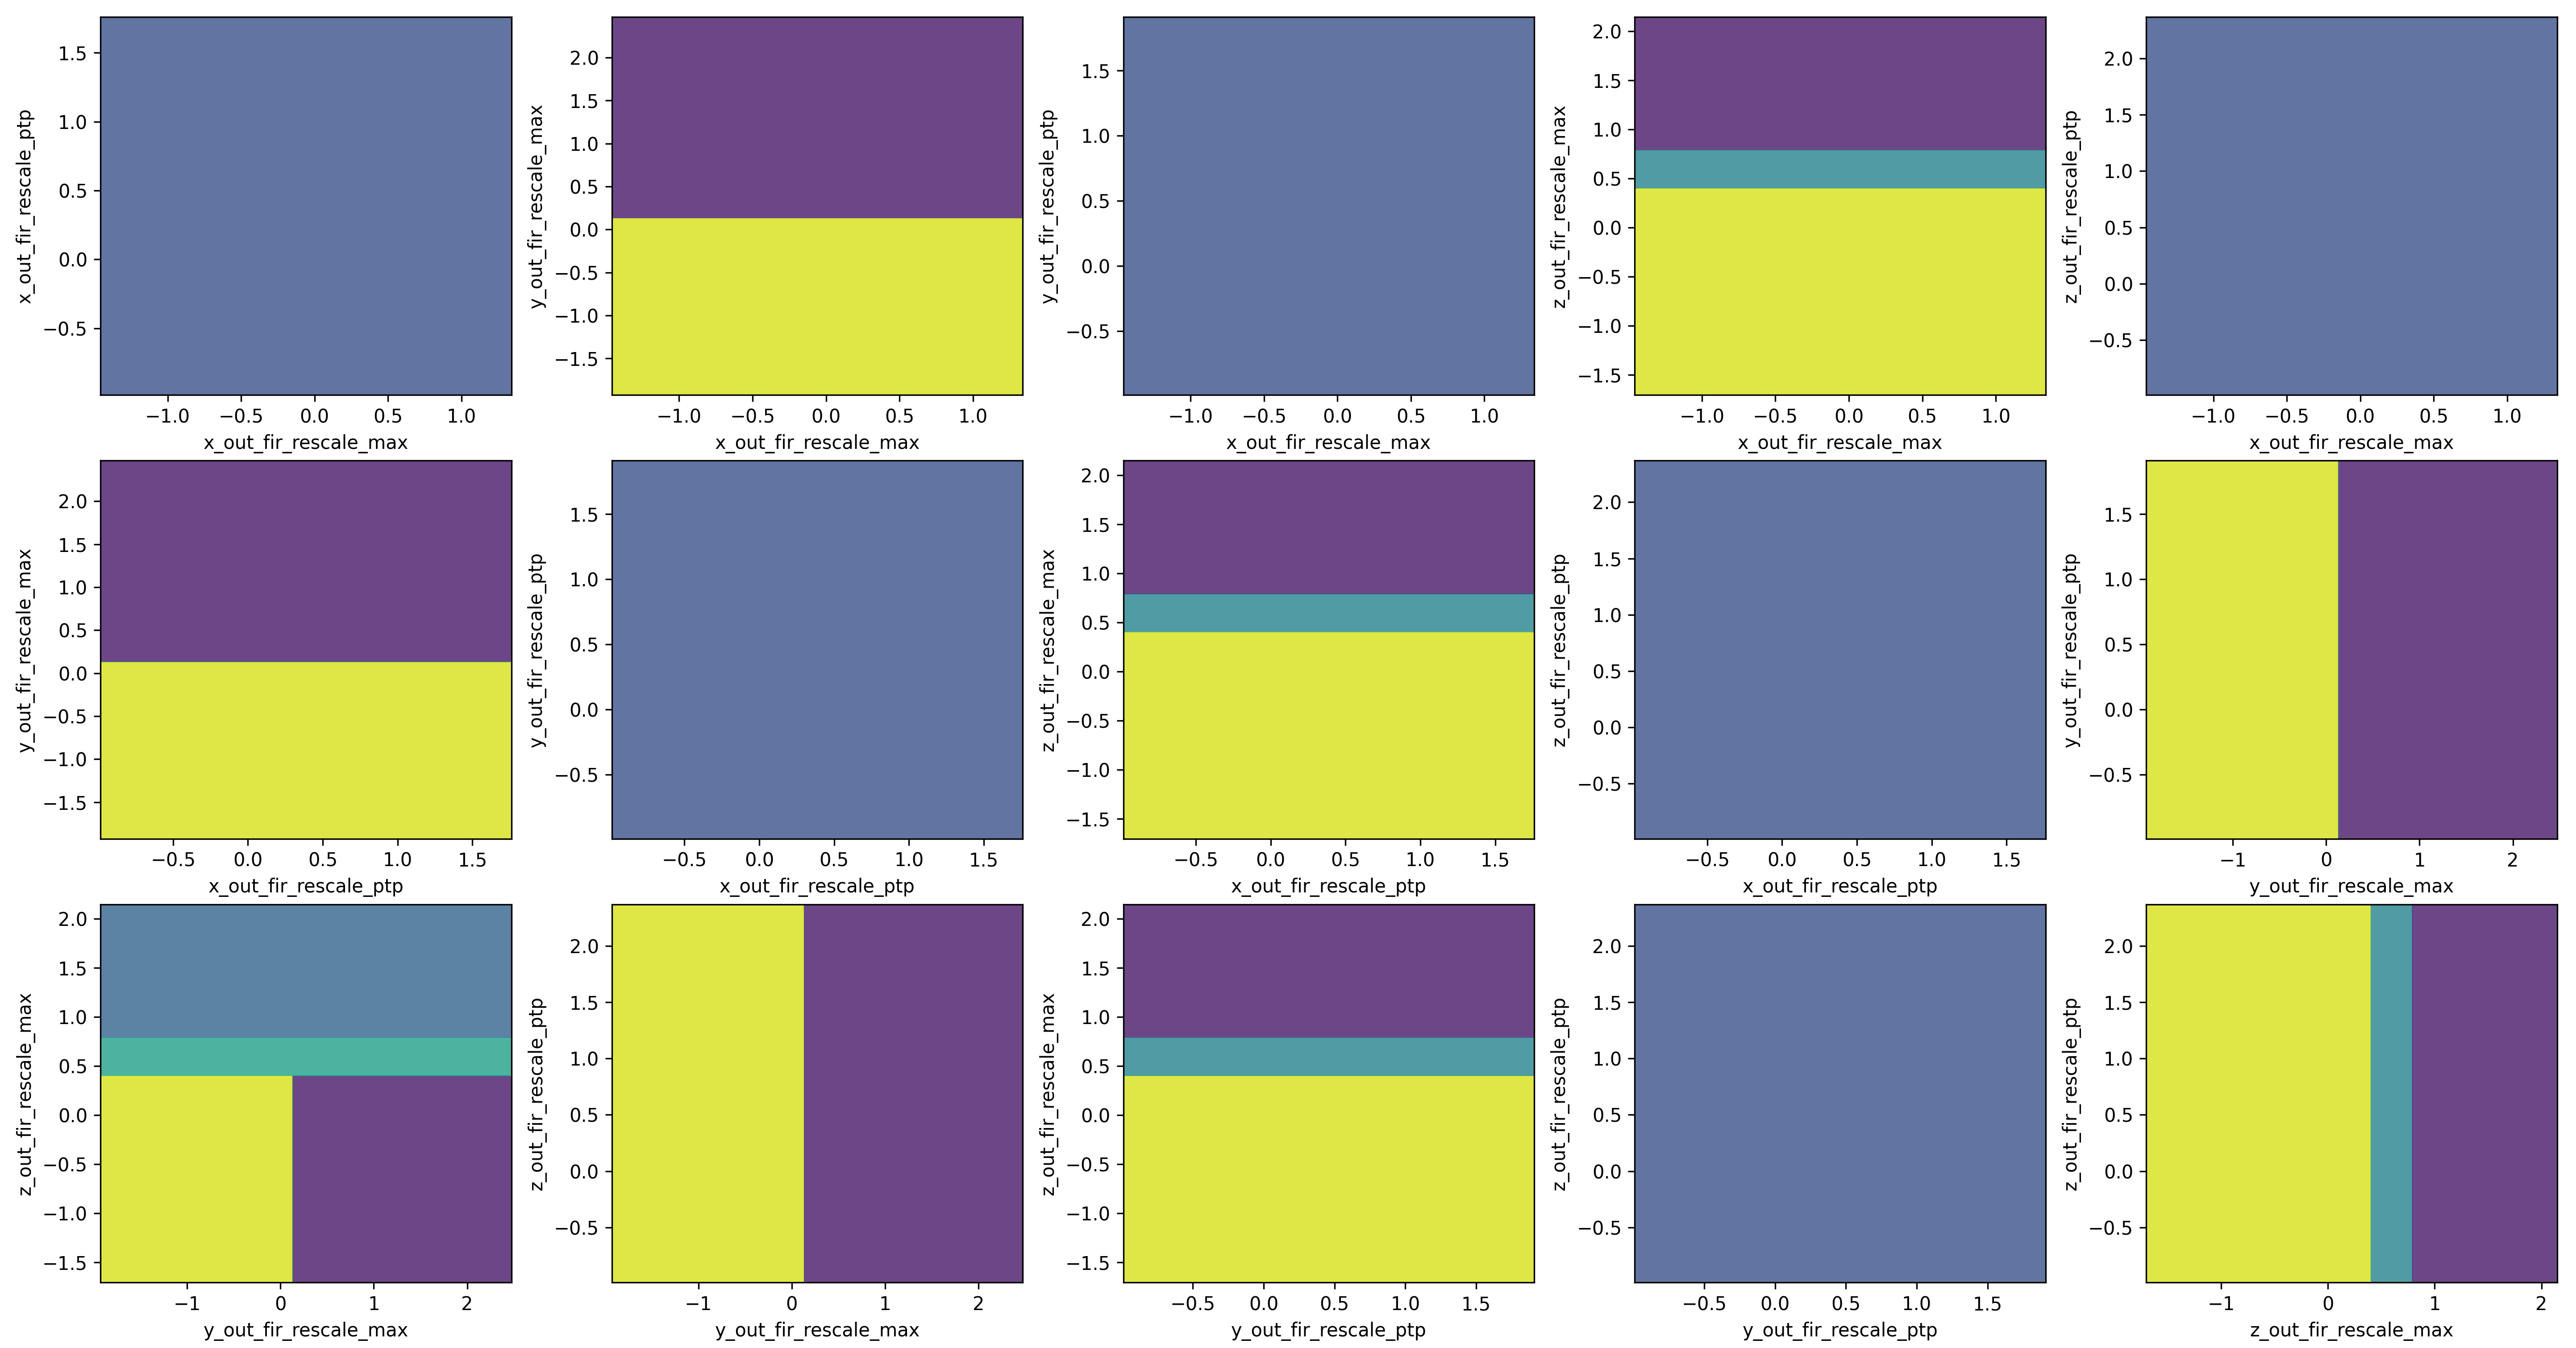 x_out_fir_rescale_ptp
1.5
1.0
0.5
0.0
−0.5
−1.0 −0.5 0.0 0.5 1.0
x_out_fir_rescale_max
y_out_fir_rescale_max
2.0
1.5
1.0
0.5
0.0
−0.5
−1.0
−1.5
−1.0 −0.5 0.0 0.5 1.0
x_out_fir_rescale_max
y_out_fir_rescale_ptp
1.5
1.0
0.5
0.0
−0.5
−1.0 −0.5 0.0 0.5 1.0
x_out_fir_rescale_max
z_out_fir_rescale_max
2.0
1.5
1.0
0.5
0.0
−0.5
−1.0
−1.5
−1.0 −0.5 0.0 0.5 1.0
x_out_fir_rescale_max
z_out_fir_rescale_ptp
2.0
1.5
1.0
0.5
0.0
−0.5
−1.0 −0.5 0.0 0.5 1.0
x_out_fir_rescale_max
y_out_fir_rescale_max
2.0
1.5
1.0
0.5
0.0
−0.5
−1.0
−1.5
−0.5 0.0 0.5 1.0 1.5
x_out_fir_rescale_ptp
y_out_fir_rescale_ptp
1.5
1.0
0.5
0.0
−0.5
−0.5 0.0 0.5 1.0 1.5
x_out_fir_rescale_ptp
z_out_fir_rescale_max
2.0
1.5
1.0
0.5
0.0
−0.5
−1.0
−1.5
−0.5 0.0 0.5 1.0 1.5
x_out_fir_rescale_ptp
z_out_fir_rescale_ptp
2.0
1.5
1.0
0.5
0.0
−0.5
−0.5 0.0 0.5 1.0 1.5
x_out_fir_rescale_ptp
y_out_fir_rescale_ptp
1.5
1.0
0.5
0.0
−0.5
−1 0 1 2
y_out_fir_rescale_max
z_out_fir_rescale_max
2.0
1.5
1.0
0.5
0.0
−0.5
−1.0
−1.5
−1 0 1 2
y_out_fir_rescale_max
z_out_fir_rescale_ptp
2.0
1.5
1.0
0.5
0.0
−0.5
−1 0 1 2
y_out_fir_rescale_max
z_out_fir_rescale_max
2.0
1.5
1.0
0.5
0.0
−0.5
−1.0
−1.5
−0.5 0.0 0.5 1.0 1.5
y_out_fir_rescale_ptp
z_out_fir_rescale_ptp
2.0
1.5
1.0
0.5
0.0
−0.5
−0.5 0.0 0.5 1.0 1.5
y_out_fir_rescale_ptp
z_out_fir_rescale_ptp
2.0
1.5
1.0
0.5
0.0
−0.5
−1 0 1 2
z_out_fir_rescale_max